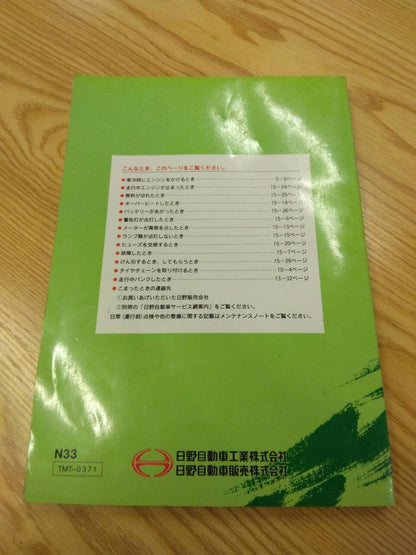 こんなとき、このページをご覧ください。
●寒冷時にエンジンをかけるとき 5-3ページ
●走行中エンジンが止まったとき 15-24ページ
●燃料がきれたとき 15-25ページ
●オーバーヒートしたとき 15-14ページ
●バッテリーがあがったとき 15-26ページ
●警告灯が点灯したとき 15-9ページ
●メーターが異常を示したとき 15-13ページ
●ランプ類が点灯しないとき 15-15ページ
●ヒューズを交換するとき 15-20ページ
●故障したとき 15-7ページ
●けん引するとき、してもらうとき 15-26ページ
●タイヤチェーンを取り付けるとき 10-4ページ
●走行中パンクしたとき 13-32ページ
●こまったときの連絡先
①お買いあげいただいた日野販売会社
②別冊の「日野自動車サービス網案内」をご覧ください。
日常(運行前)点検や他の整備に関する記載はメンテナンスノートをご覧ください。
N33
TMT-0371
日野自動車工業株式会社
日野自動車販売株式会社